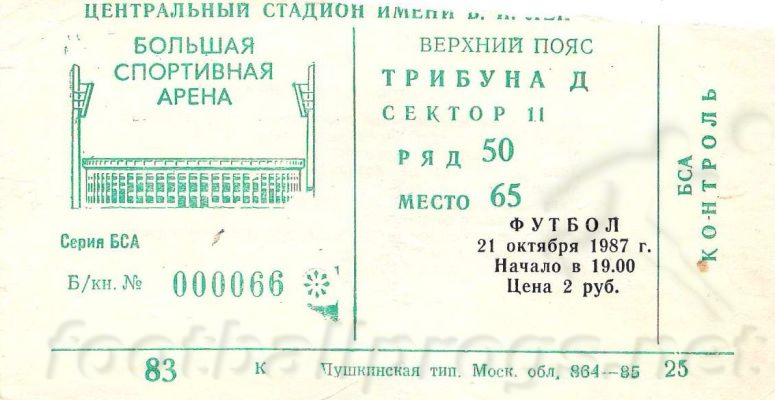 ЦЕНТРАЛЬНЫЙ СТАДИОН ИМЕНИ В. И.
БОЛЬШАЯ
СПОРТИВНАЯ
АРЕНА
Серия БСА
Б/кн. № 000066
ВЕРХНИЙ ПОЯС
ТРИБУНА Д
СЕКТОР 11
РЯД 50
МЕСТО 65
ФУТБОЛ
21 октября 1987 г.
Начало в 19.00
Цена 2 руб.
БСА
КОНТРОЛЬ
83 К Пушкинская тип. Моск. обл. 864—85 25
footballprogs.net